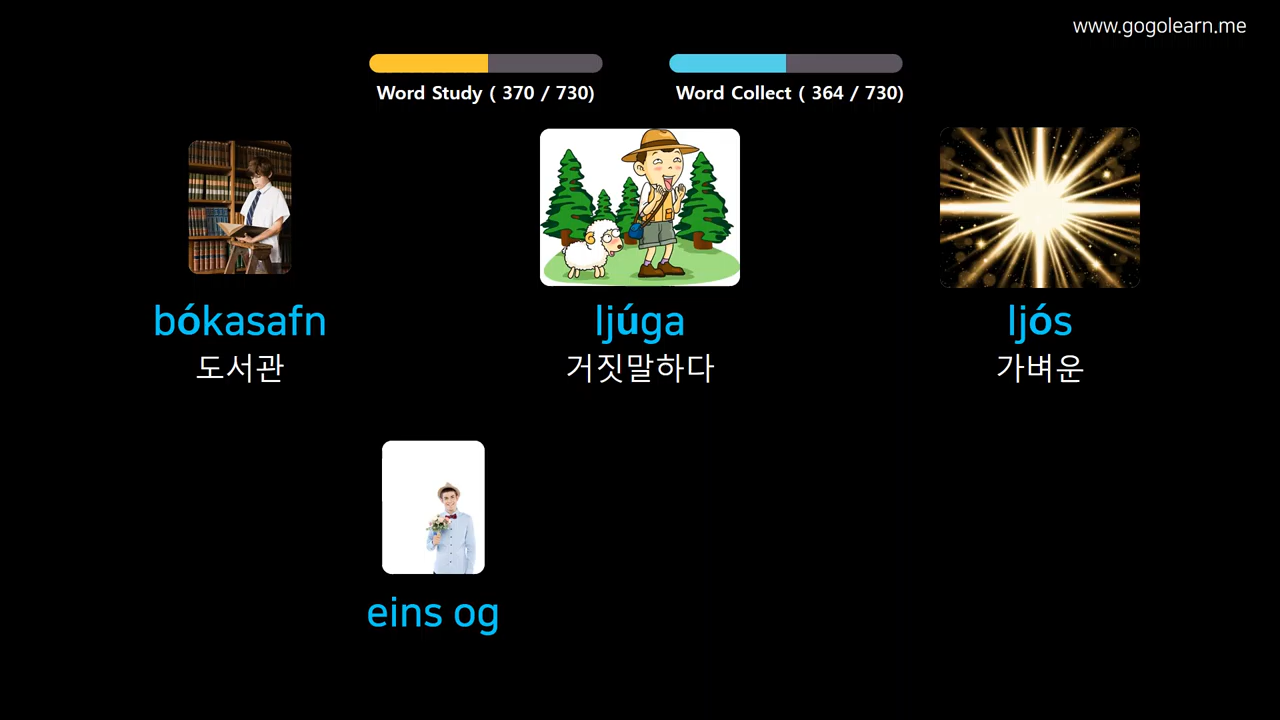 www.gogolearn.me
Word Study ( 370 / 730)
Word Collect ( 364 / 730)
bókasafn
도서관
ljúga
거짓말하다
ljós
가벼운
eins og